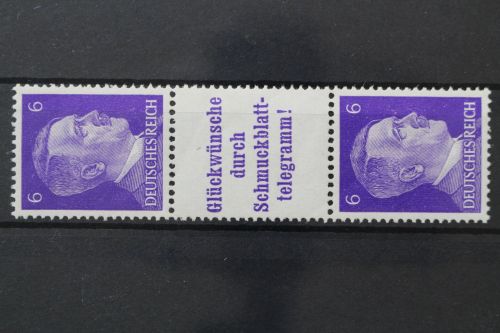 6
DEUTSCHES REICH
Glückwünsche
durch
Schmuckblatt-
telegramm!
6
DEUTSCHES REICH